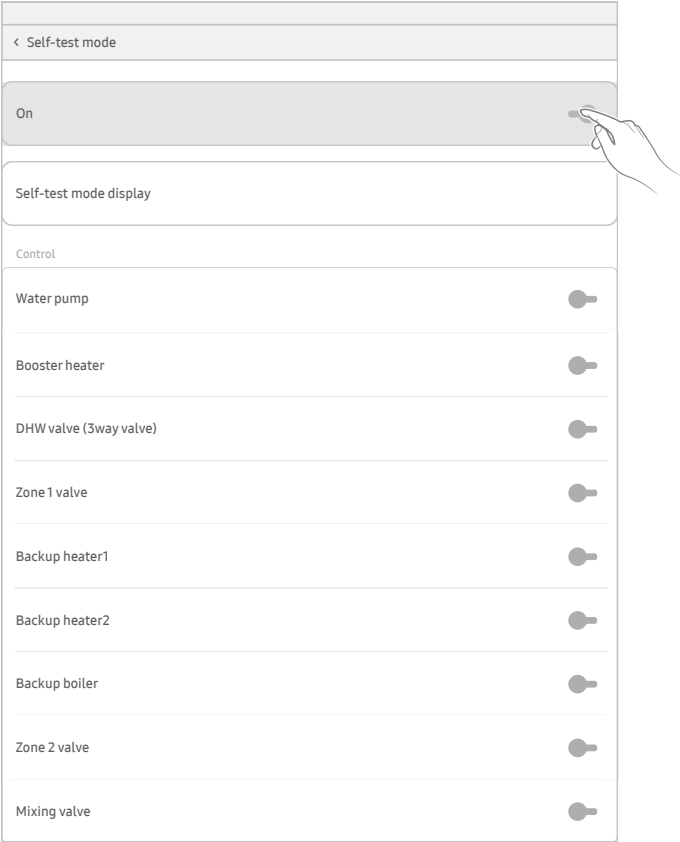 < Self-test mode
On
Self-test mode display
Control
Water pump
Booster heater
DHW valve (3way valve)
Zone 1 valve
Backup heater1
Backup heater2
Backup boiler
Zone 2 valve
Mixing valve